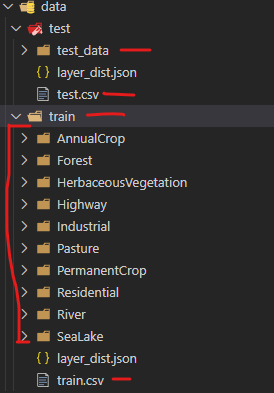 data
test
test_data
layer_dist.json
test.csv
train
AnnualCrop
Forest
HerbaceousVegetation
Highway
Industrial
Pasture
PermanentCrop
Residential
River
SeaLake
layer_dist.json
train.csv